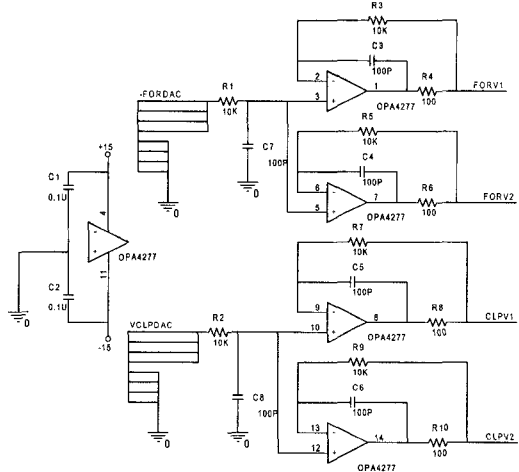 R3
10K
C3
100P
2
-
1
3
+
R4
100
FORV1
OPA4277
-FORDAC
R1
10K
C7
100P
0
R5
10K
C4
100P
6
-
7
5
+
R6
100
FORV2
OPA4277
+15
C1
0.1U
4
-
+
OPA4277
11
C2
0.1U
0
-15
R7
10K
C5
100P
9
-
8
10
+
R8
100
CLPV1
OPA4277
VCLPDAC
R2
10K
C8
100P
0
0
R9
10K
C6
100P
13
-
14
12
+
R10
100
CLPV2
OPA4277
0